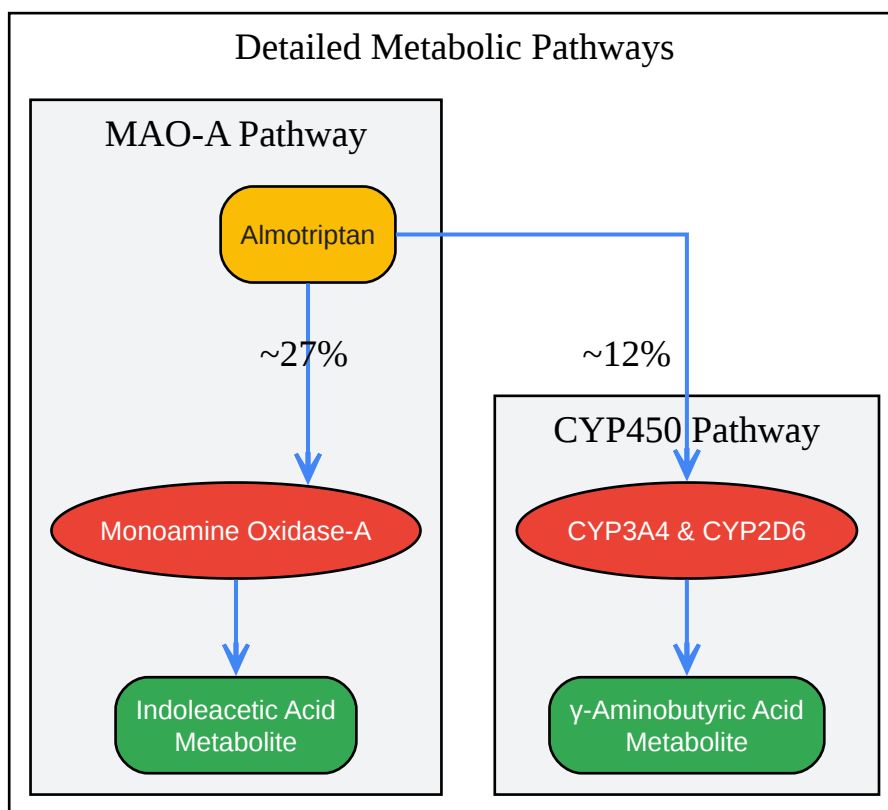 Detailed Metabolic Pathways
MAO-A Pathway
Almotriptan
~27%
~12%
CYP450 Pathway
Monoamine Oxidase-A
CYP3A4 & CYP2D6
Indoleacetic Acid
Metabolite
γ-Aminobutyric Acid
Metabolite